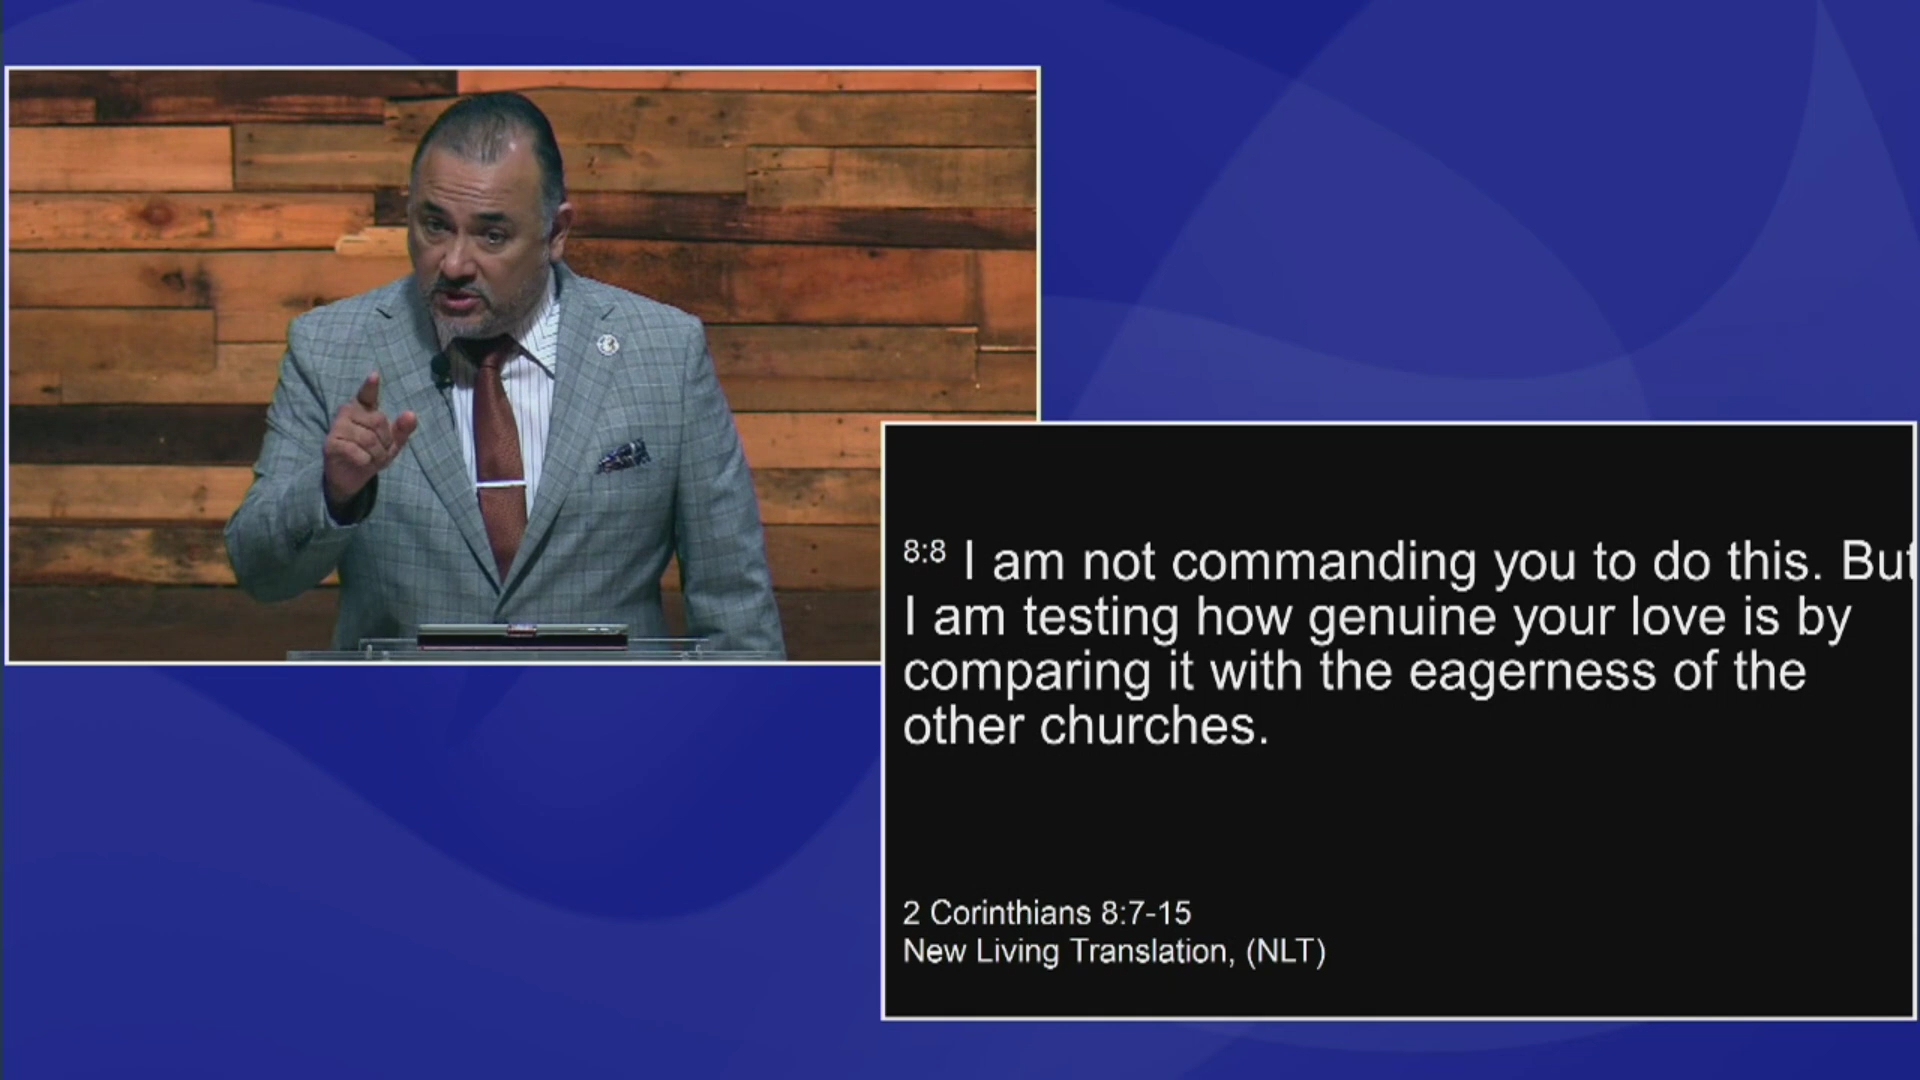 8:8 I am not commanding you to do this. But
I am testing how genuine your love is by
comparing it with the eagerness of the
other churches.
2 Corinthians 8:7-15
New Living Translation, (NLT)